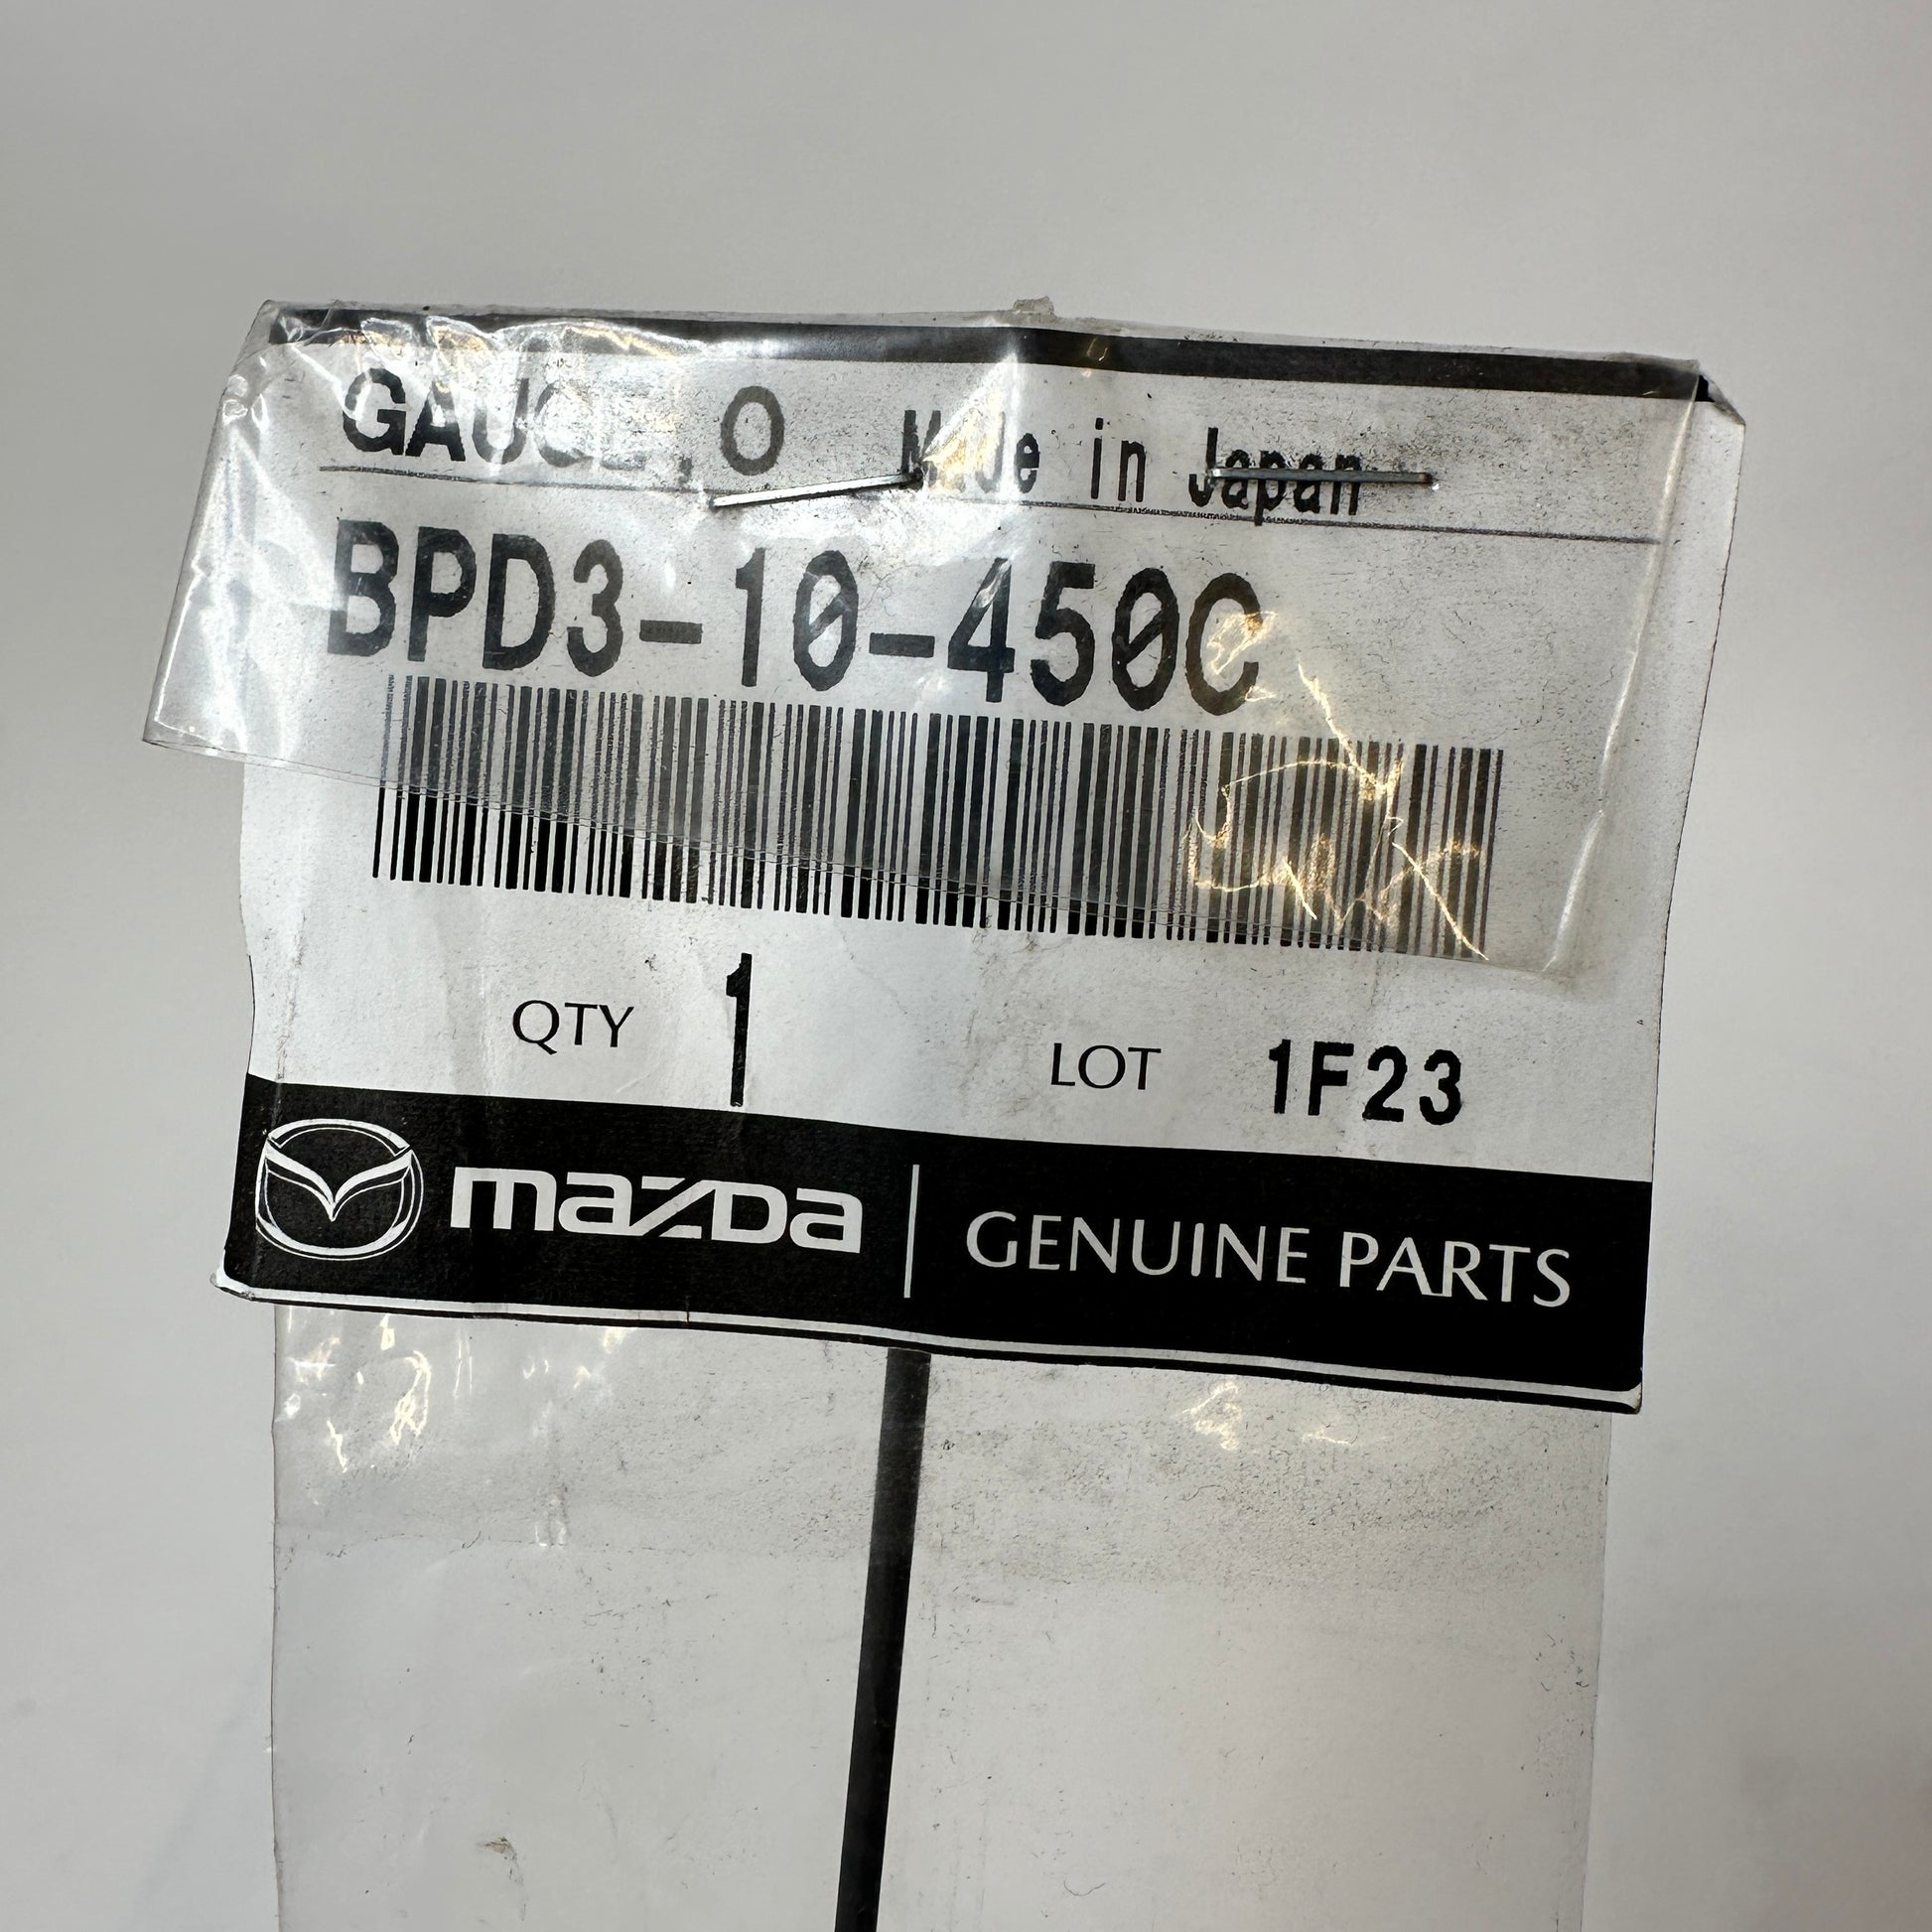 GAUGE, O Made in Japan
BPD3-10-450C
QTY 1 LOT 1F23
mazda GENUINE PARTS